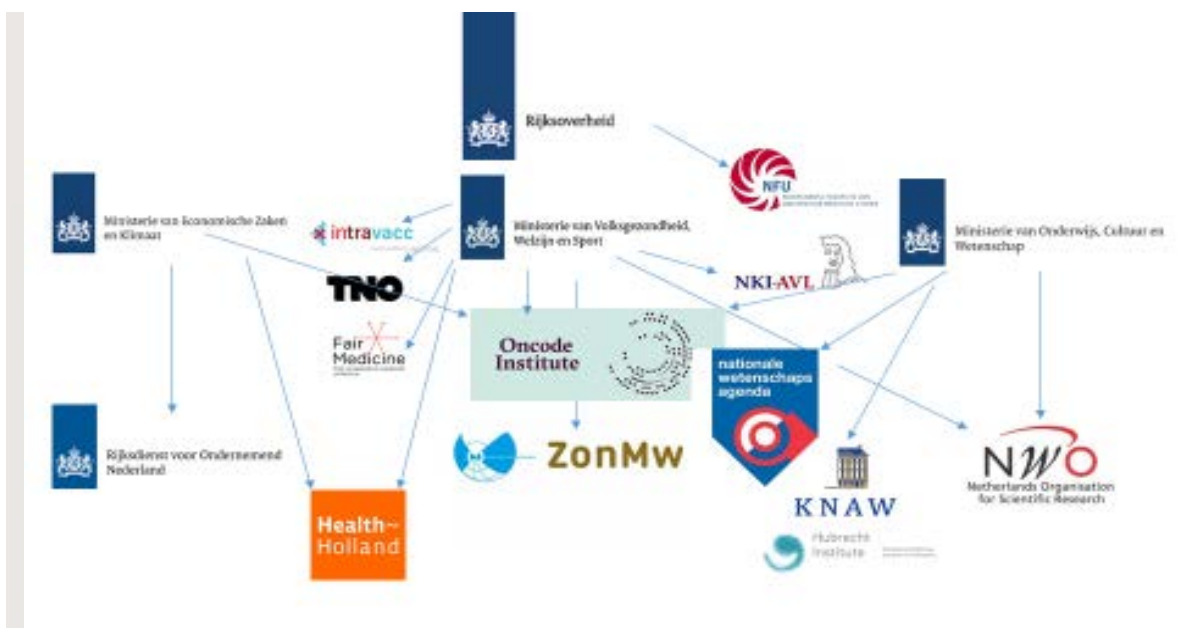 Rijksoverheid
NFU
Ministerie van Economische Zaken
en Klimaat
intravacc
Ministerie van Volksgezondheid,
Welzijn en Sport
Ministerie van Onderwijs, Cultuur en
Wetenschap
NKI-AVL
TNO
Fair
Medicine
Oncode
Institute
nationale
wetenschaps
agenda
Rijksdienst voor Ondernemend
Nederland
ZonMw
NWO
Netherlands Organisation
for Scientific Research
KNAW
Health~
Holland
Hubrecht
Institute